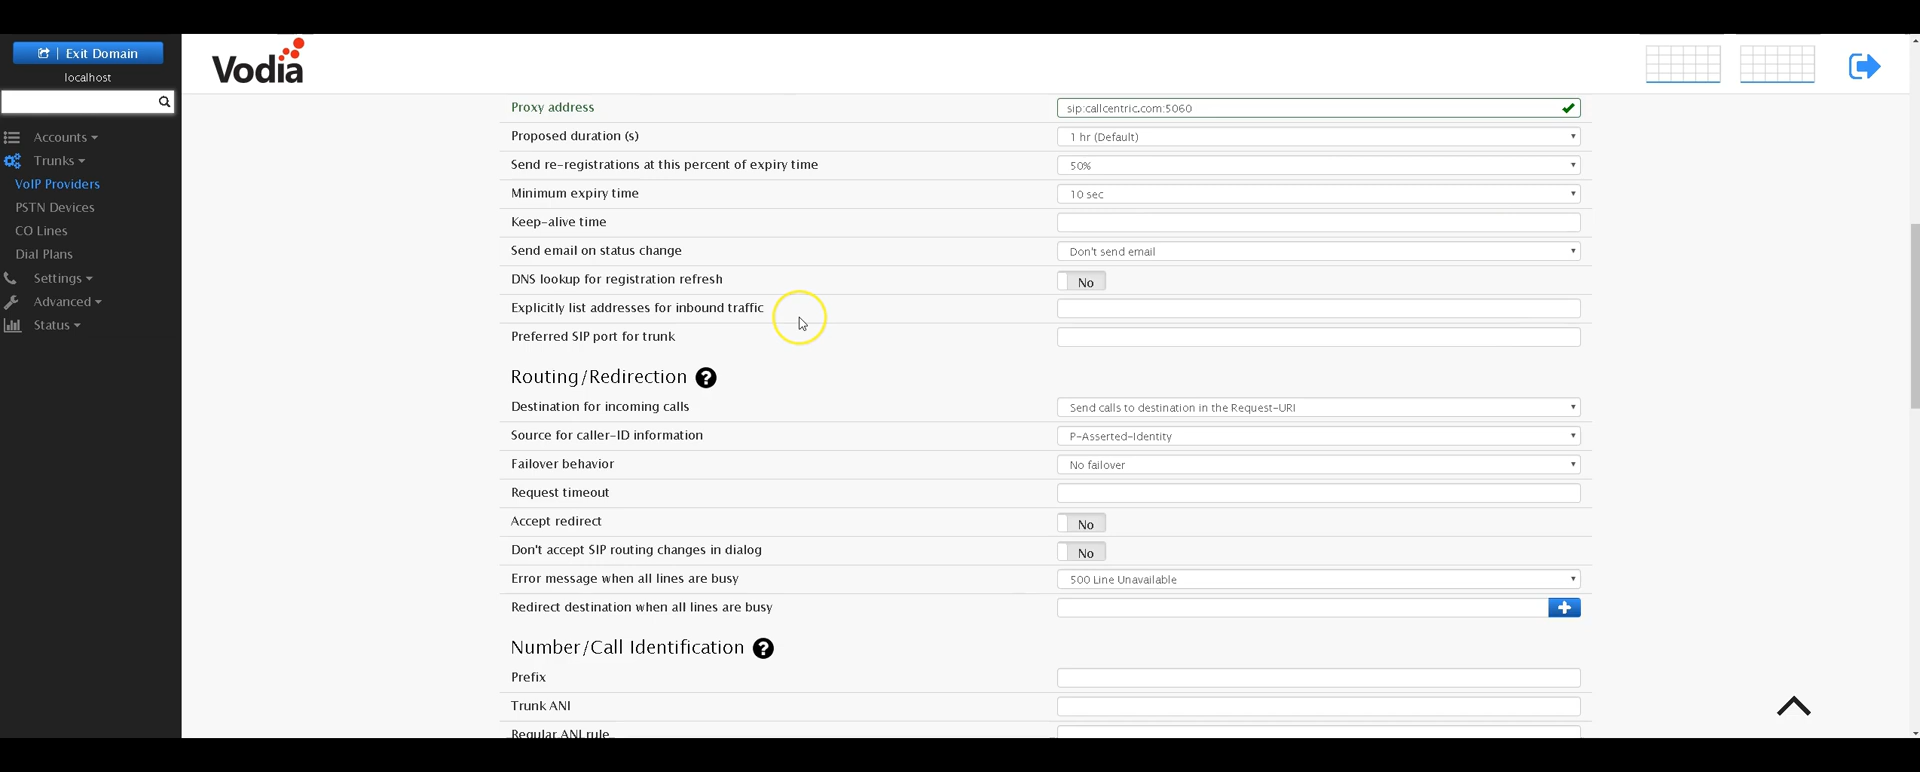 Exit Domain
localhost
Accounts
Trunks
VoIP Providers
PSTN Devices
CO Lines
Dial Plans
Settings
Advanced
Status
Vodia
Proxy address sip:callcentric.com:5060
Proposed duration (s) 1 hr (Default)
Send re-registrations at this percent of expiry time 50%
Minimum expiry time 10 sec
Keep-alive time
Send email on status change Don't send email
DNS lookup for registration refresh No
Explicitly list addresses for inbound traffic
Preferred SIP port for trunk
Routing/Redirection ?
Destination for incoming calls Send calls to destination in the Request-URI
Source for caller-ID information P-Asserted-Identity
Failover behavior No failover
Request timeout
Accept redirect No
Don't accept SIP routing changes in dialog No
Error message when all lines are busy 500 Line Unavailable
Redirect destination when all lines are busy
Number/Call Identification ?
Prefix
Trunk ANI
Regular ANI rule